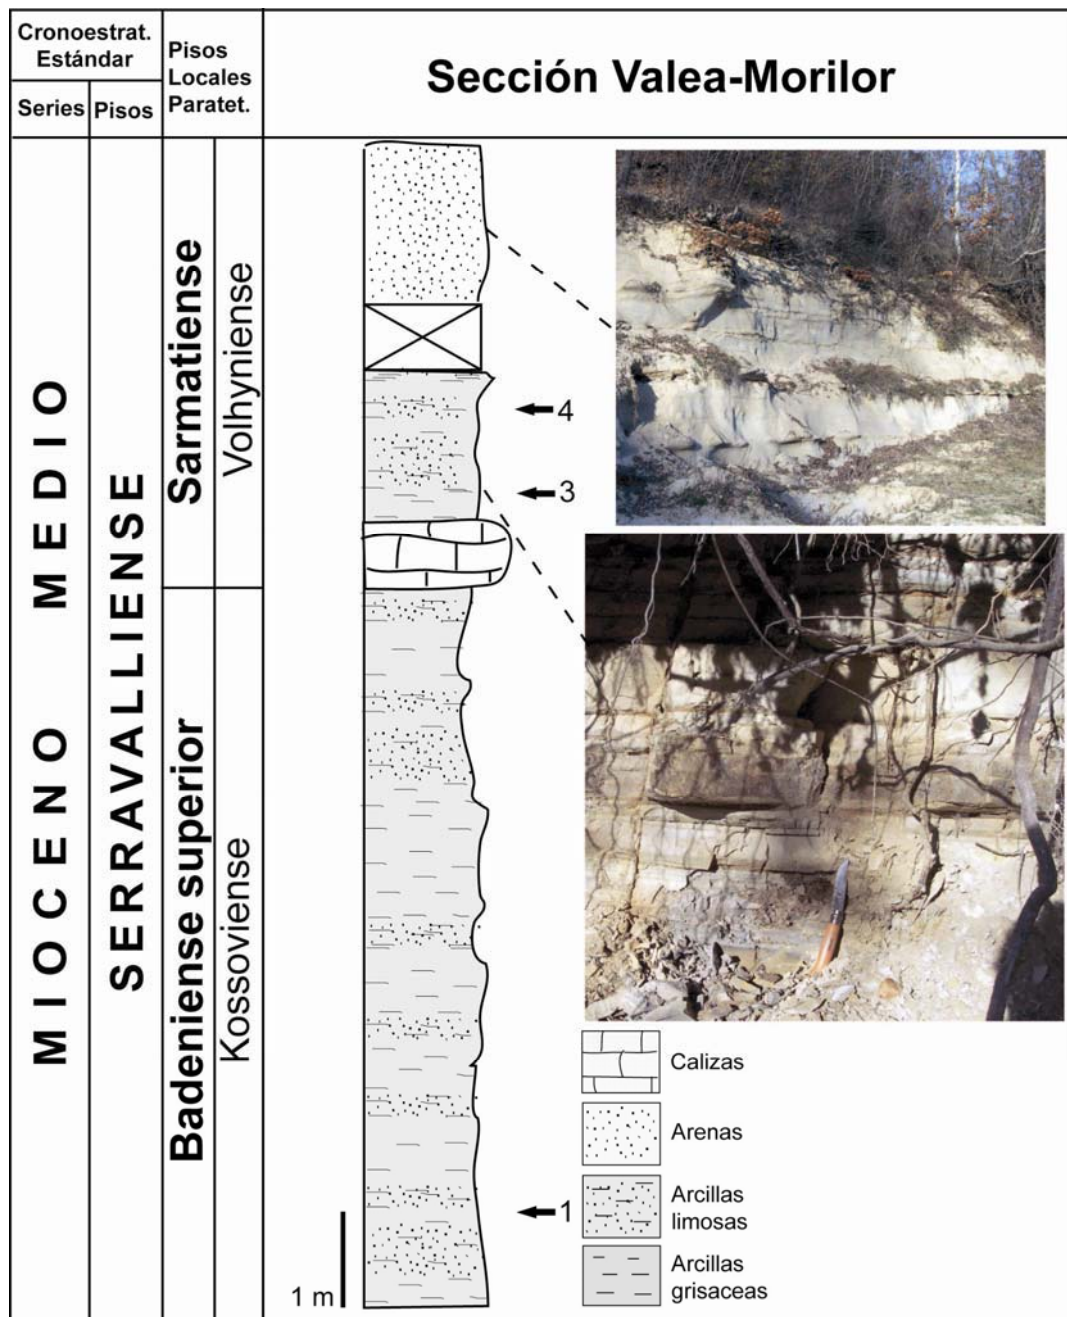 Cronoestrat.
Estándar
Series
Pisos
Pisos
Locales
Paratet.
Sección Valea-Morilor
MIOCENO MEDIO
SERRAVALLIENSE
Sarmatiense
Volhyniense
Badeniense superior
Kossoviense
4
3
1
1 m
Calizas
Arenas
Arcillas
limosas
Arcillas
grisaceas